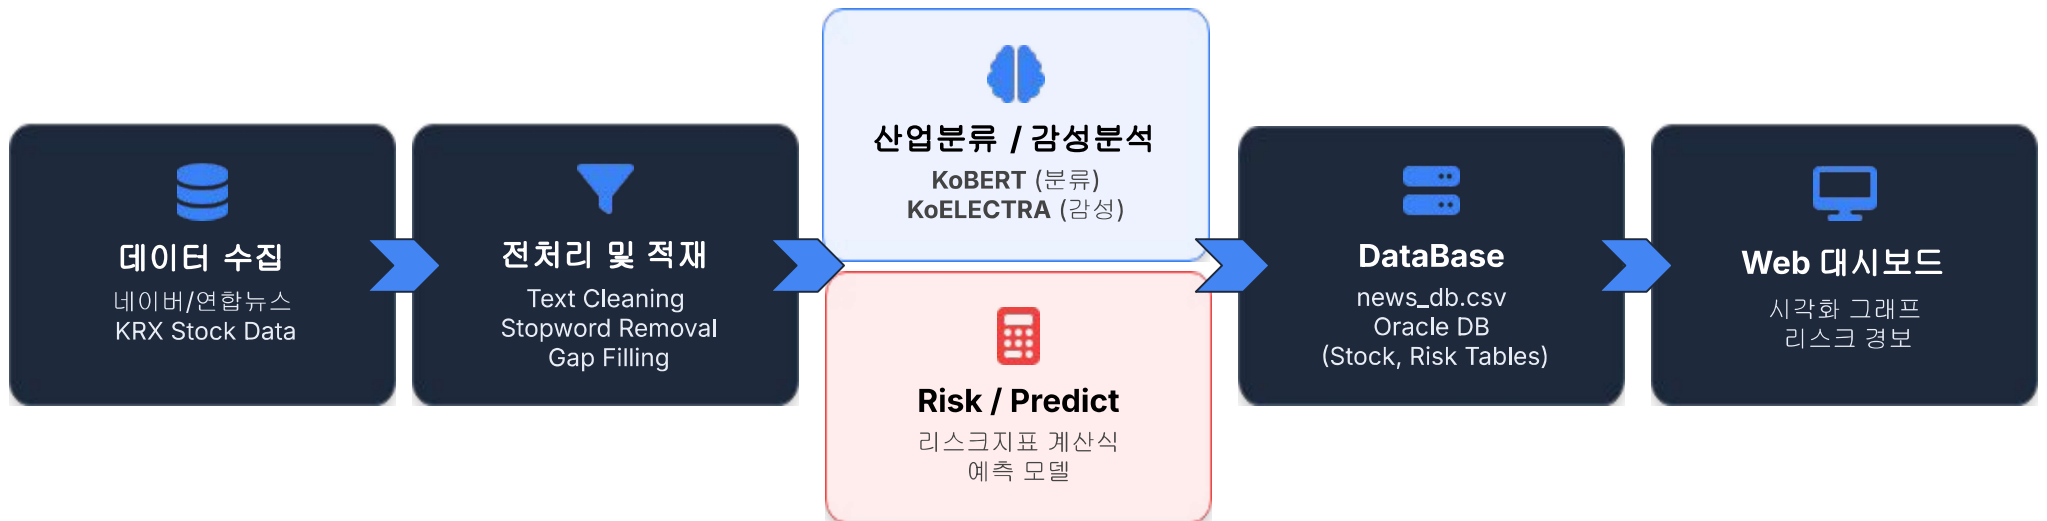 데이터 수집
네이버/연합뉴스
KRX Stock Data
전처리 및 적재
Text Cleaning
Stopword Removal
Gap Filling
산업분류 / 감성분석
KoBERT (분류)
KoELECTRA (감성)
Risk / Predict
리스크지표 계산식
예측 모델
DataBase
news_db.csv
Oracle DB
(Stock, Risk Tables)
Web 대시보드
시각화 그래프
리스크 경보